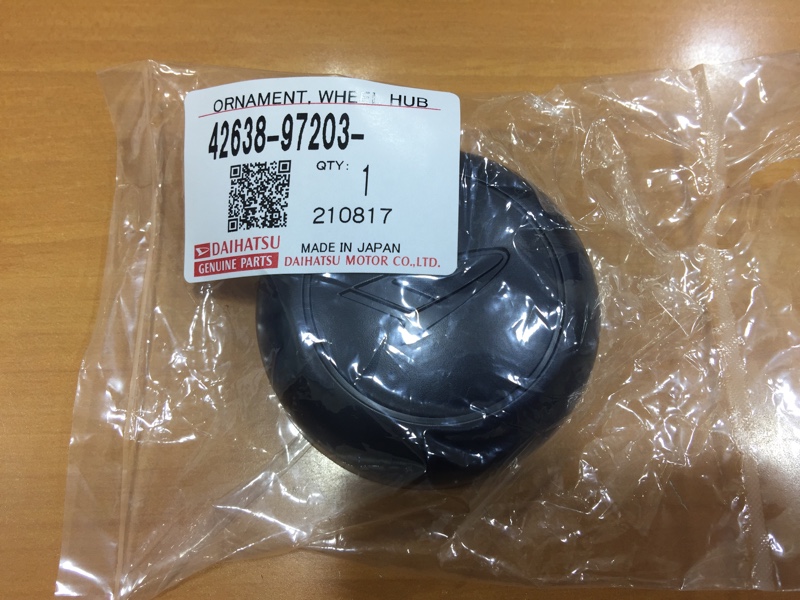 ORNAMENT, WHEEL HUB
42638-97203-
QTY: 1
210817
DAIHATSU
GENUINE PARTS
MADE IN JAPAN
DAIHATSU MOTOR CO.,LTD.